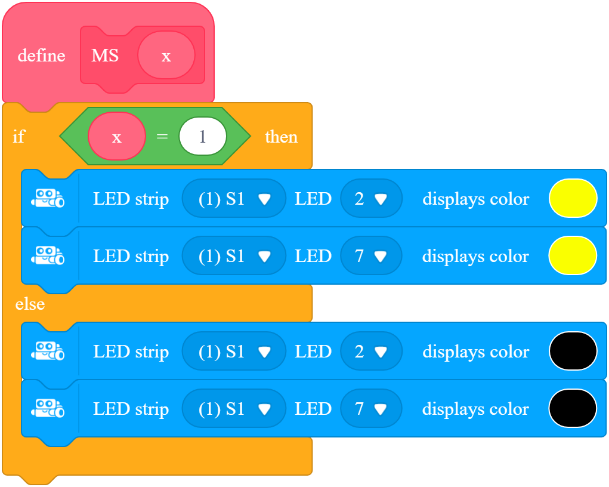 define MS x
if x = 1 then
LED strip (1) S1 LED 2 displays color
LED strip (1) S1 LED 7 displays color
else
LED strip (1) S1 LED 2 displays color
LED strip (1) S1 LED 7 displays color